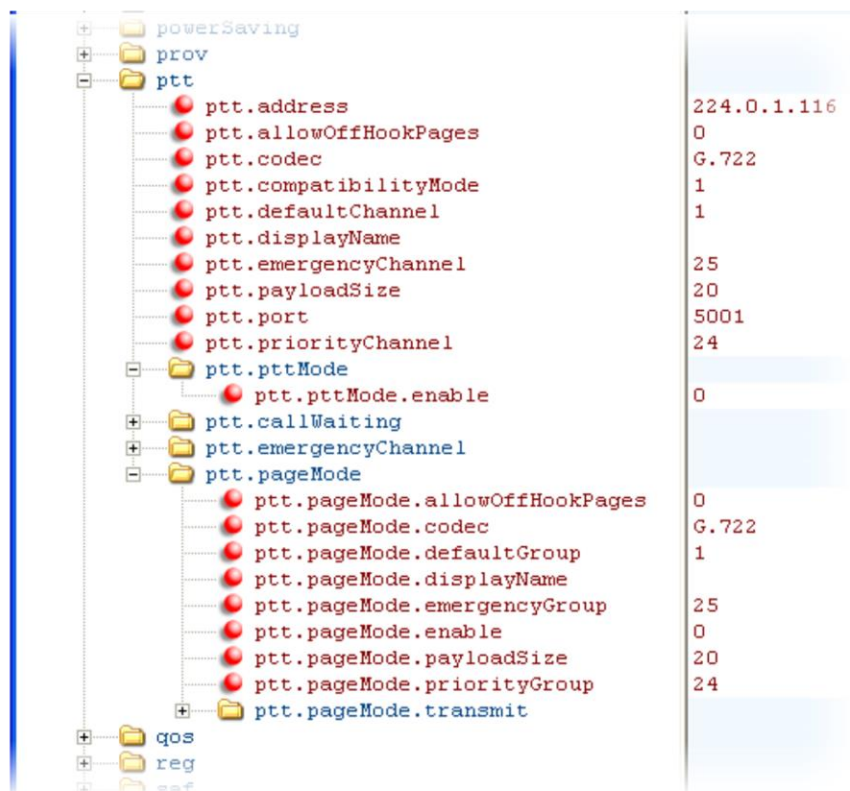 powerSaving
prov
ptt
ptt.address 224.0.1.116
ptt.allowOffHookPages 0
ptt.codec G.722
ptt.compatibilityMode 1
ptt.defaultChannel 1
ptt.displayName
ptt.emergencyChannel 25
ptt.payloadSize 20
ptt.port 5001
ptt.priorityChannel 24
ptt.pttMode
ptt.pttMode.enable 0
ptt.callWaiting
ptt.emergencyChannel
ptt.pageMode
ptt.pageMode.allowOffHookPages 0
ptt.pageMode.codec G.722
ptt.pageMode.defaultGroup 1
ptt.pageMode.displayName
ptt.pageMode.emergencyGroup 25
ptt.pageMode.enable 0
ptt.pageMode.payloadSize 20
ptt.pageMode.priorityGroup 24
ptt.pageMode.transmit
qos
reg